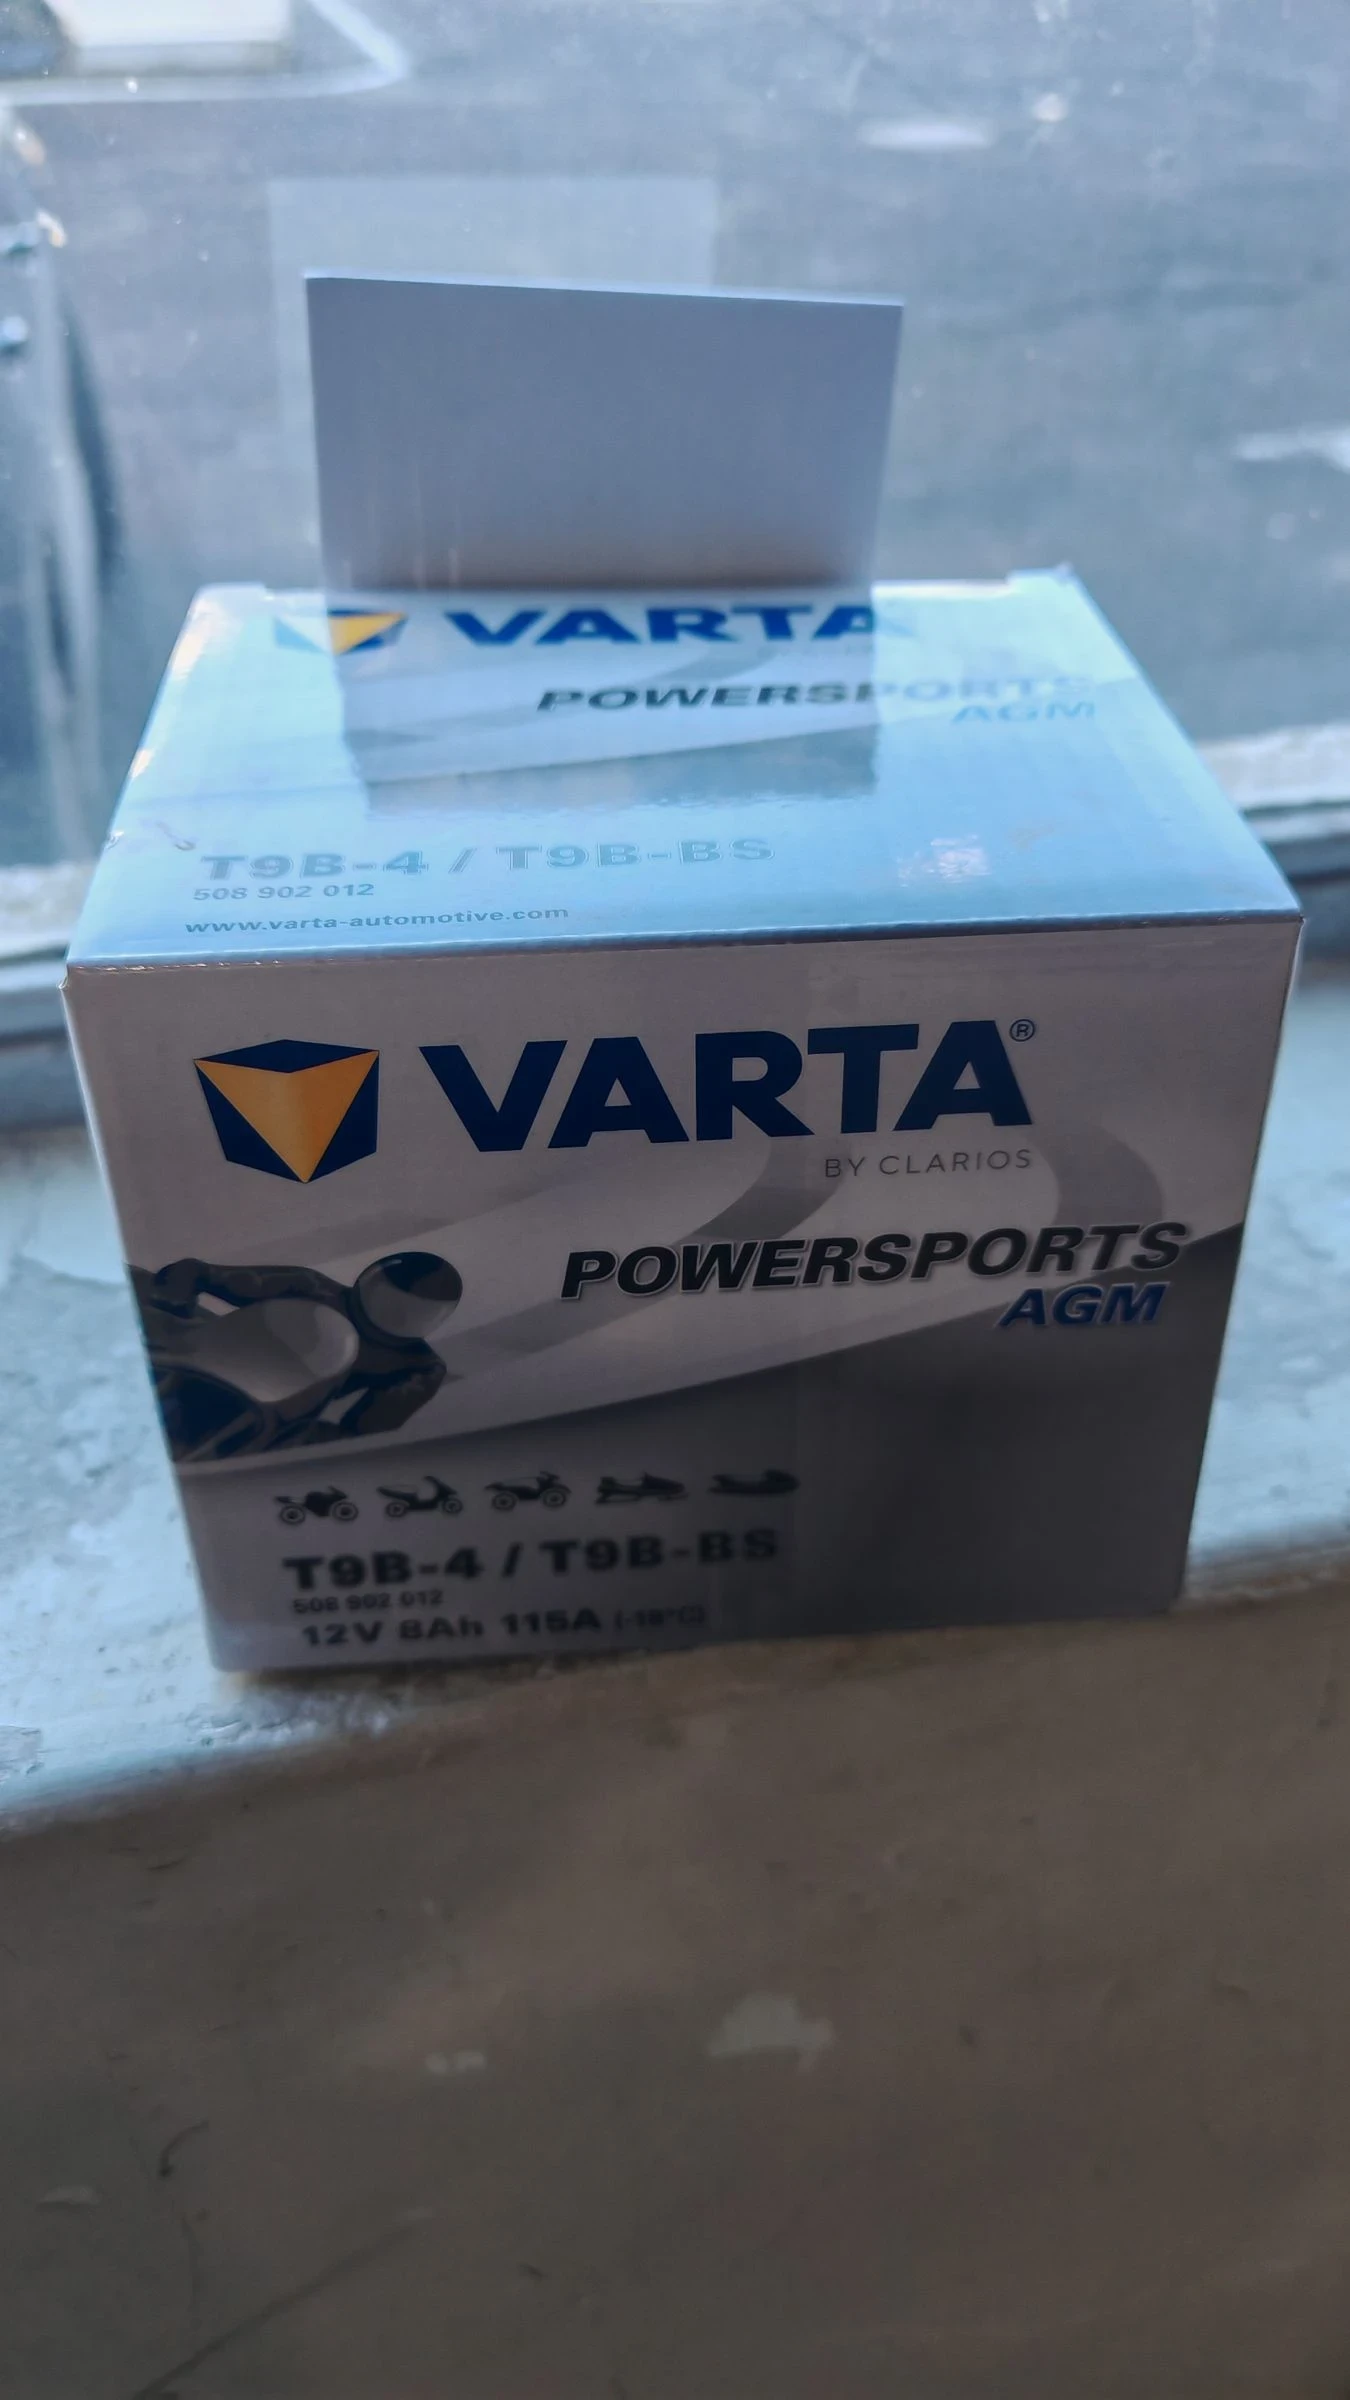 VARTA
POWERSPORTS
AGM
T9B-4 / T9B-BS
508 902 012
www.varta-automotive.com
VARTA®
BY CLARIOS
POWERSPORTS
AGM
T9B-4 / T9B-BS
508 902 012
12V 8Ah 115A (-18°C)